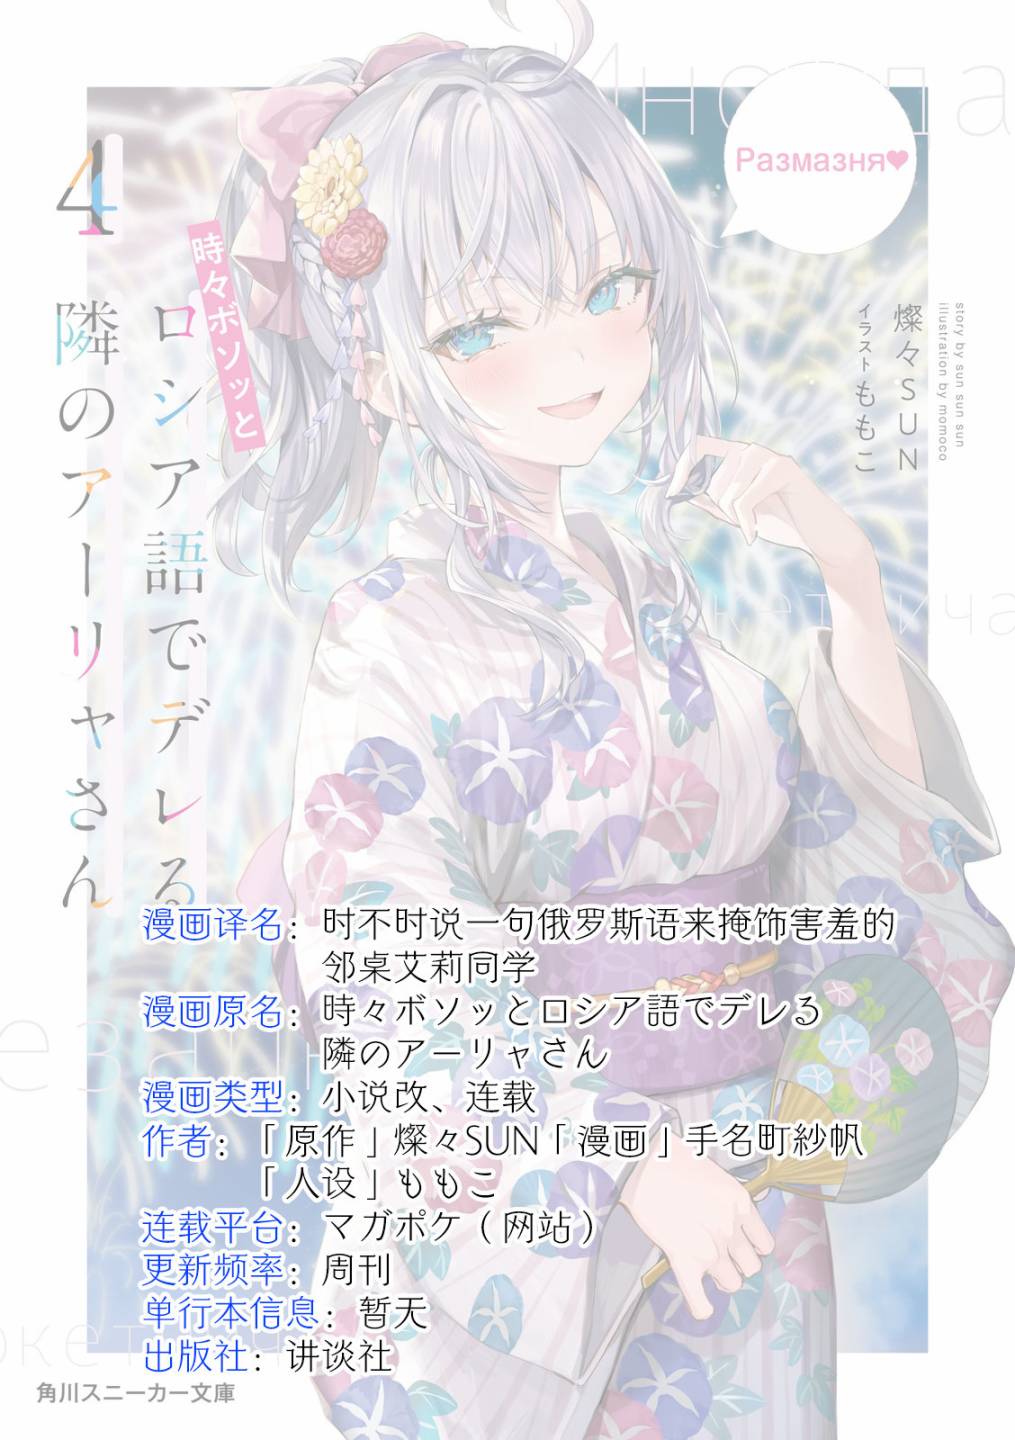 Иногда
Размазня❤
4
時々ボソッと
ロシア語でデレる
隣のアーリャさん
story by sun sun sun
illustration by momoco
燦々SUN
イラスト ももこ
漫画译名：时不时说一句俄罗斯语来掩饰害羞的
邻桌艾莉同学
漫画原名：時々ボソッとロシア語でデレる
隣のアーリャさん
漫画类型：小说改、连载
作者：「原作」燦々SUN「漫画」手名町紗帆
「人设」ももこ
连载平台：マガポケ（网站）
更新频率：周刊
单行本信息：暂无
出版社：讲谈社
角川スニーカー文庫